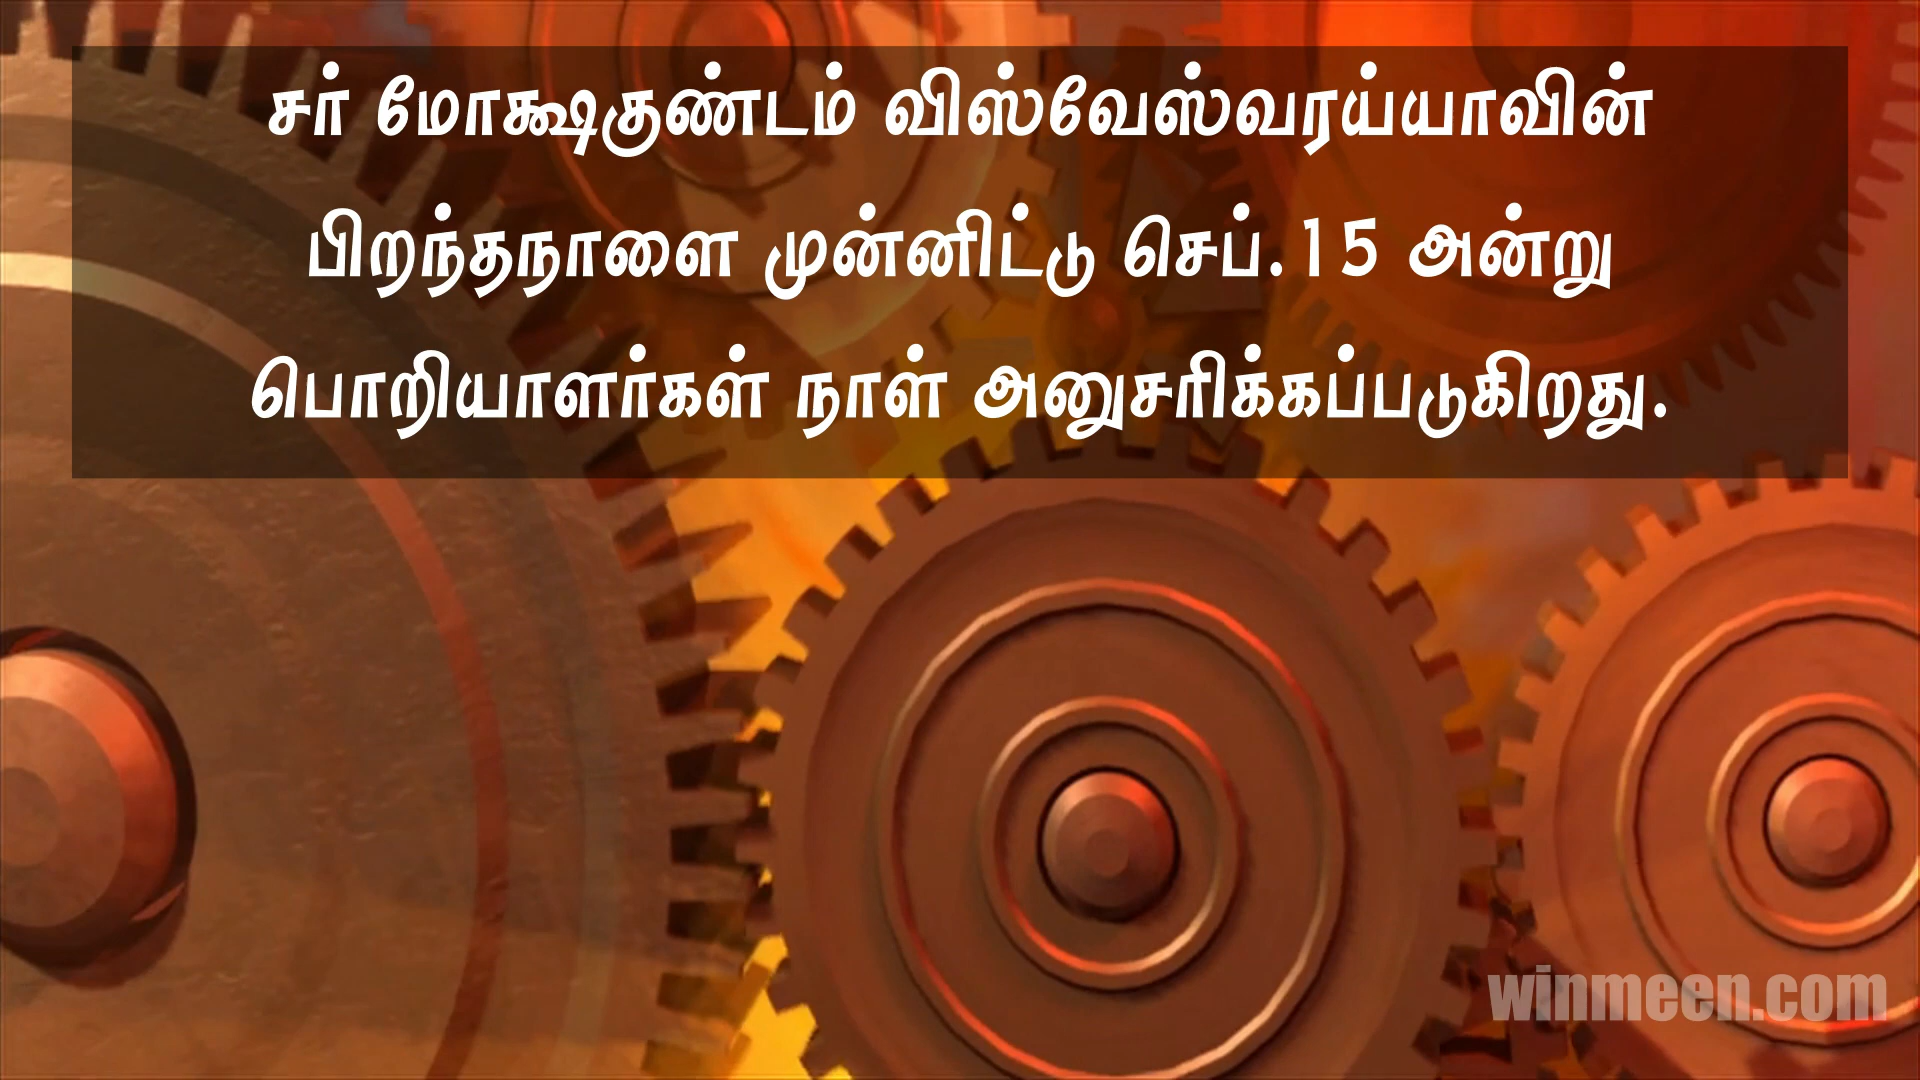 சர் மோக்ஷகுண்டம் விஸ்வேஸ்வரய்யாவின்
பிறந்தநாளை முன்னிட்டு செப்.15 அன்று
பொறியாளர்கள் நாள் அனுசரிக்கப்படுகிறது.
winmeen.com